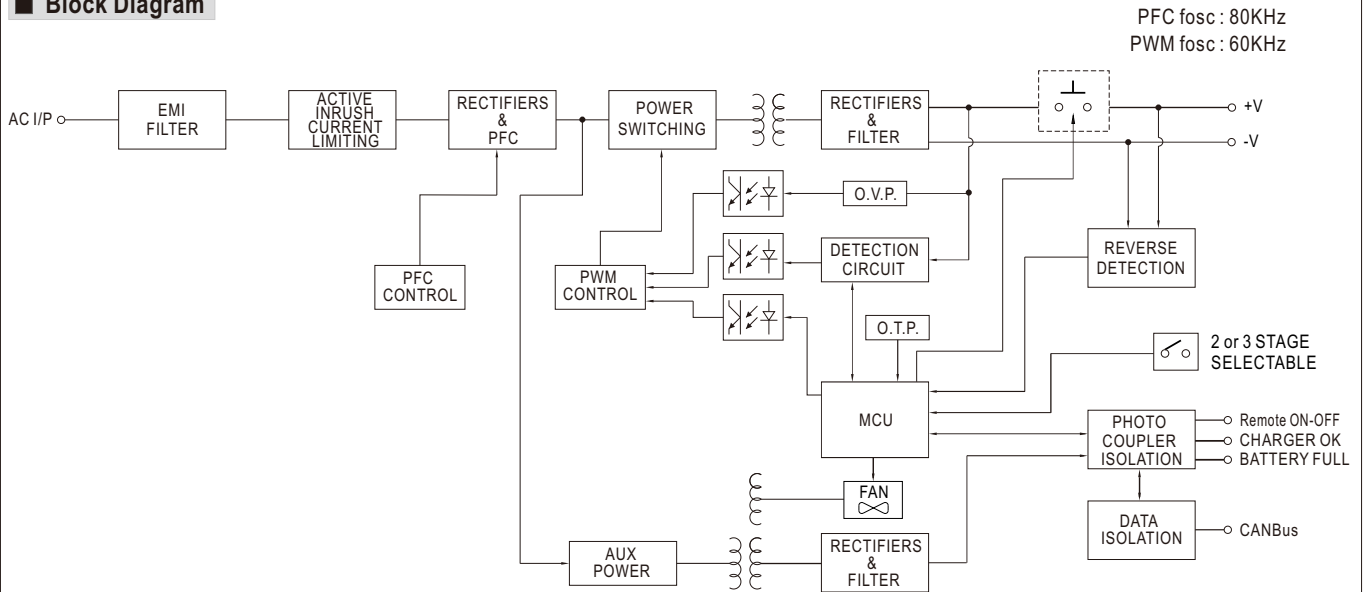 ■ Block Diagram
PFC fosc : 80KHz
PWM fosc : 60KHz
AC I/P
EMI
FILTER
ACTIVE
INRUSH
CURRENT
LIMITING
RECTIFIERS
&
PFC
POWER
SWITCHING
RECTIFIERS
&
FILTER
+V
-V
O.V.P.
PFC
CONTROL
PWM
CONTROL
DETECTION
CIRCUIT
REVERSE
DETECTION
O.T.P.
2 or 3 STAGE
SELECTABLE
MCU
PHOTO
COUPLER
ISOLATION
Remote ON-OFF
CHARGER OK
BATTERY FULL
FAN
DATA
ISOLATION
CANBus
AUX
POWER
RECTIFIERS
&
FILTER